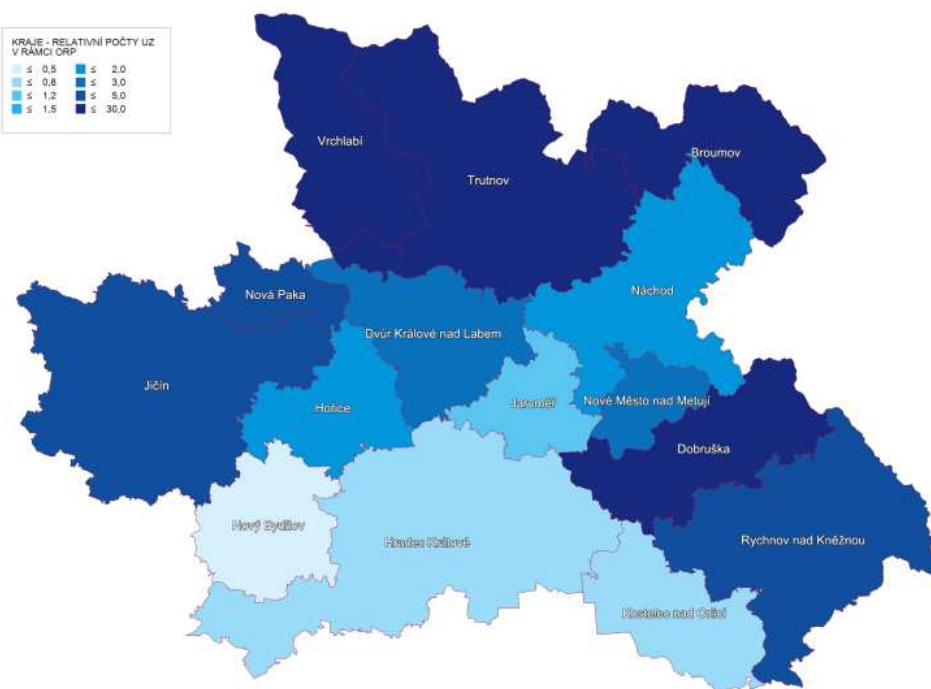 KRAJE - RELATIVNÍ POČTY UZ
V RÁMCI ORP
≤ 0,5
≤ 0,8
≤ 1,2
≤ 1,5
≤ 2,0
≤ 3,0
≤ 5,0
≤ 30,0
Vrchlabí
Trutnov
Broumov
Nová Paka
Náchod
Dvůr Králové nad Labem
Jičín
Hořice
Jaroměř
Nové Město nad Metují
Dobruška
Nový Bydžov
Hradec Králové
Rychnov nad Kněžnou
Kostelec nad Orlicí